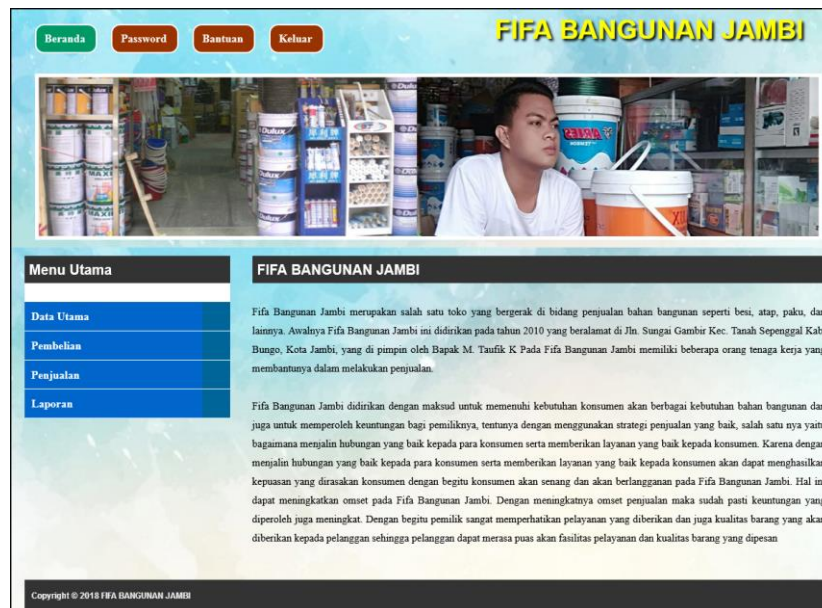 Beranda Password Bantuan Keluar
FIFA BANGUNAN JAMBI
Dulux
Dulux
MAXI
ARIES
Menu Utama
Data Utama
Pembelian
Penjualan
Laporan
FIFA BANGUNAN JAMBI
Fifa Bangunan Jambi merupakan salah satu toko yang bergerak di bidang penjualan bahan bangunan seperti besi, atap, paku, dan
lainnya. Awalnya Fifa Bangunan Jambi ini didirikan pada tahun 2010 yang beralamat di Jln. Sungai Gambir Kec. Tanah Sepenggal Kab.
Bungo, Kota Jambi, yang di pimpin oleh Bapak M. Taufik K Pada Fifa Bangunan Jambi memiliki beberapa orang tenaga kerja yang
membantunya dalam melakukan penjualan.
Fifa Bangunan Jambi didirikan dengan maksud untuk memenuhi kebutuhan konsumen akan berbagai kebutuhan bahan bangunan dan
juga untuk memperoleh keuntungan bagi pemiliknya, tentunya dengan menggunakan strategi penjualan yang baik, salah satu nya yaitu
bagaimana menjalin hubungan yang baik kepada para konsumen serta memberikan layanan yang baik kepada konsumen. Karena dengan
menjalin hubungan yang baik kepada para konsumen serta memberikan layanan yang baik kepada konsumen akan dapat menghasilkan
kepuasan yang dirasakan konsumen dengan begitu konsumen akan senang dan akan berlangganan pada Fifa Bangunan Jambi. Hal ini
dapat meningkatkan omset pada Fifa Bangunan Jambi. Dengan meningkatnya omset penjualan maka sudah pasti keuntungan yang
diperoleh juga meningkat. Dengan begitu pemilik sangat memperhatikan pelayanan yang diberikan dan juga kualitas barang yang akan
diberikan kepada pelanggan sehingga pelanggan dapat merasa puas akan fasilitas pelayanan dan kualitas barang yang dipesan
Copyright © 2018 FIFA BANGUNAN JAMBI